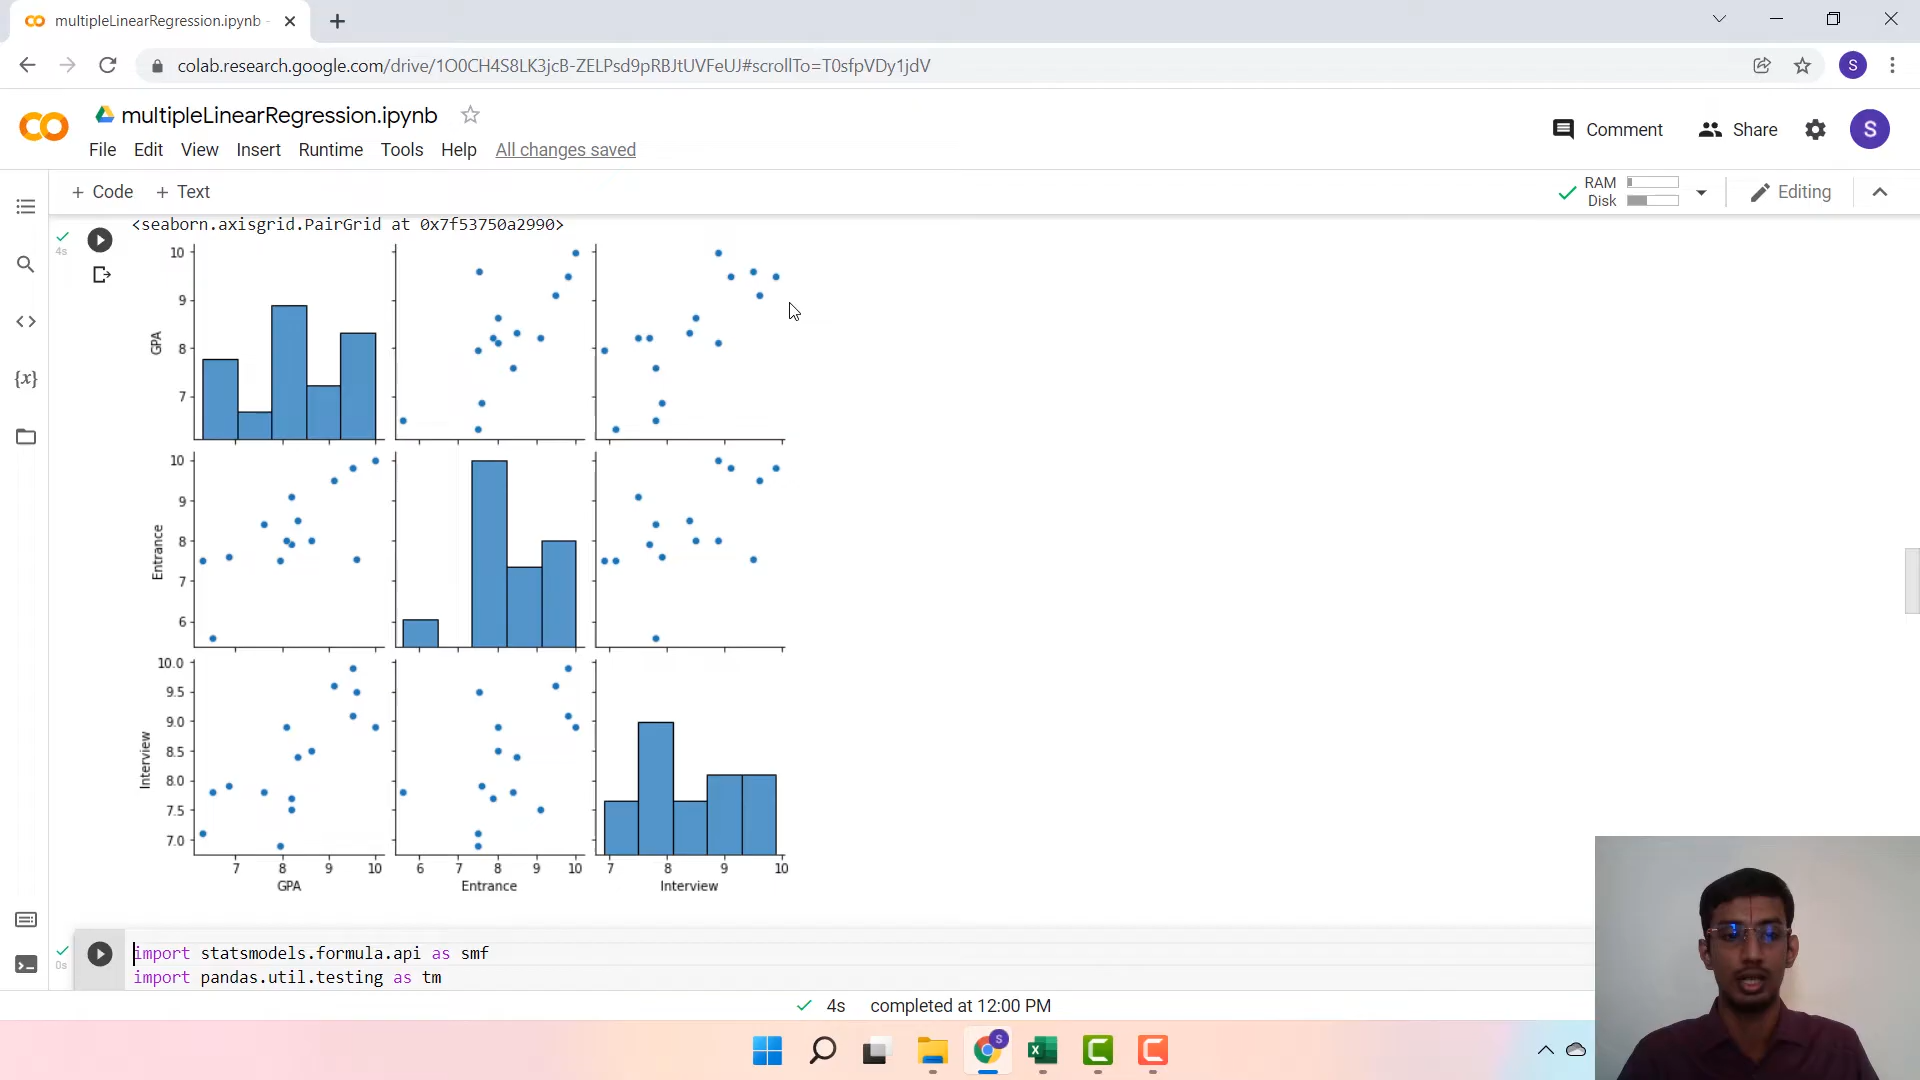 multipleLinearRegression.ipynb
colab.research.google.com/drive/1O0CH4S8LK3jcB-ZELPsd9pRBJtUVFeUJ#scrollTo=T0sfpVDy1jdV
S
multipleLinearRegression.ipynb
Comment
Share
S
File Edit View Insert Runtime Tools Help All changes saved
+ Code + Text
RAM
Disk
Editing
4s
<seaborn.axisgrid.PairGrid at 0x7f53750a2990>
10
9
8
7
GPA
10
9
8
7
6
Entrance
10.0
9.5
9.0
8.5
8.0
7.5
7.0
Interview
7 8 9 10 6 7 8 9 10 7 8 9 10
GPA Entrance Interview
{x}
0s
import statsmodels.formula.api as smf
import pandas.util.testing as tm
4s completed at 12:00 PM
S